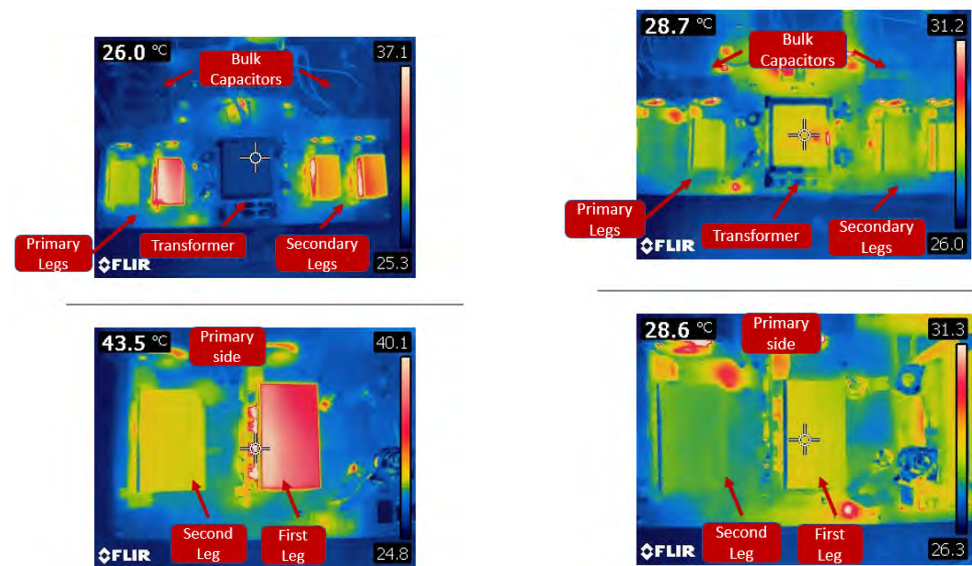 26.0 °C
37.1
Bulk
Capacitors
Primary
Legs
Transformer
Secondary
Legs
◊FLIR
25.3
28.7 °C
31.2
Bulk
Capacitors
Primary
Legs
Transformer
Secondary
Legs
◊FLIR
26.0
43.5 °C
Primary
side
40.1
Second
Leg
First
Leg
◊FLIR
24.8
28.6 °C
Primary
side
31.3
Second
Leg
First
Leg
◊FLIR
26.3